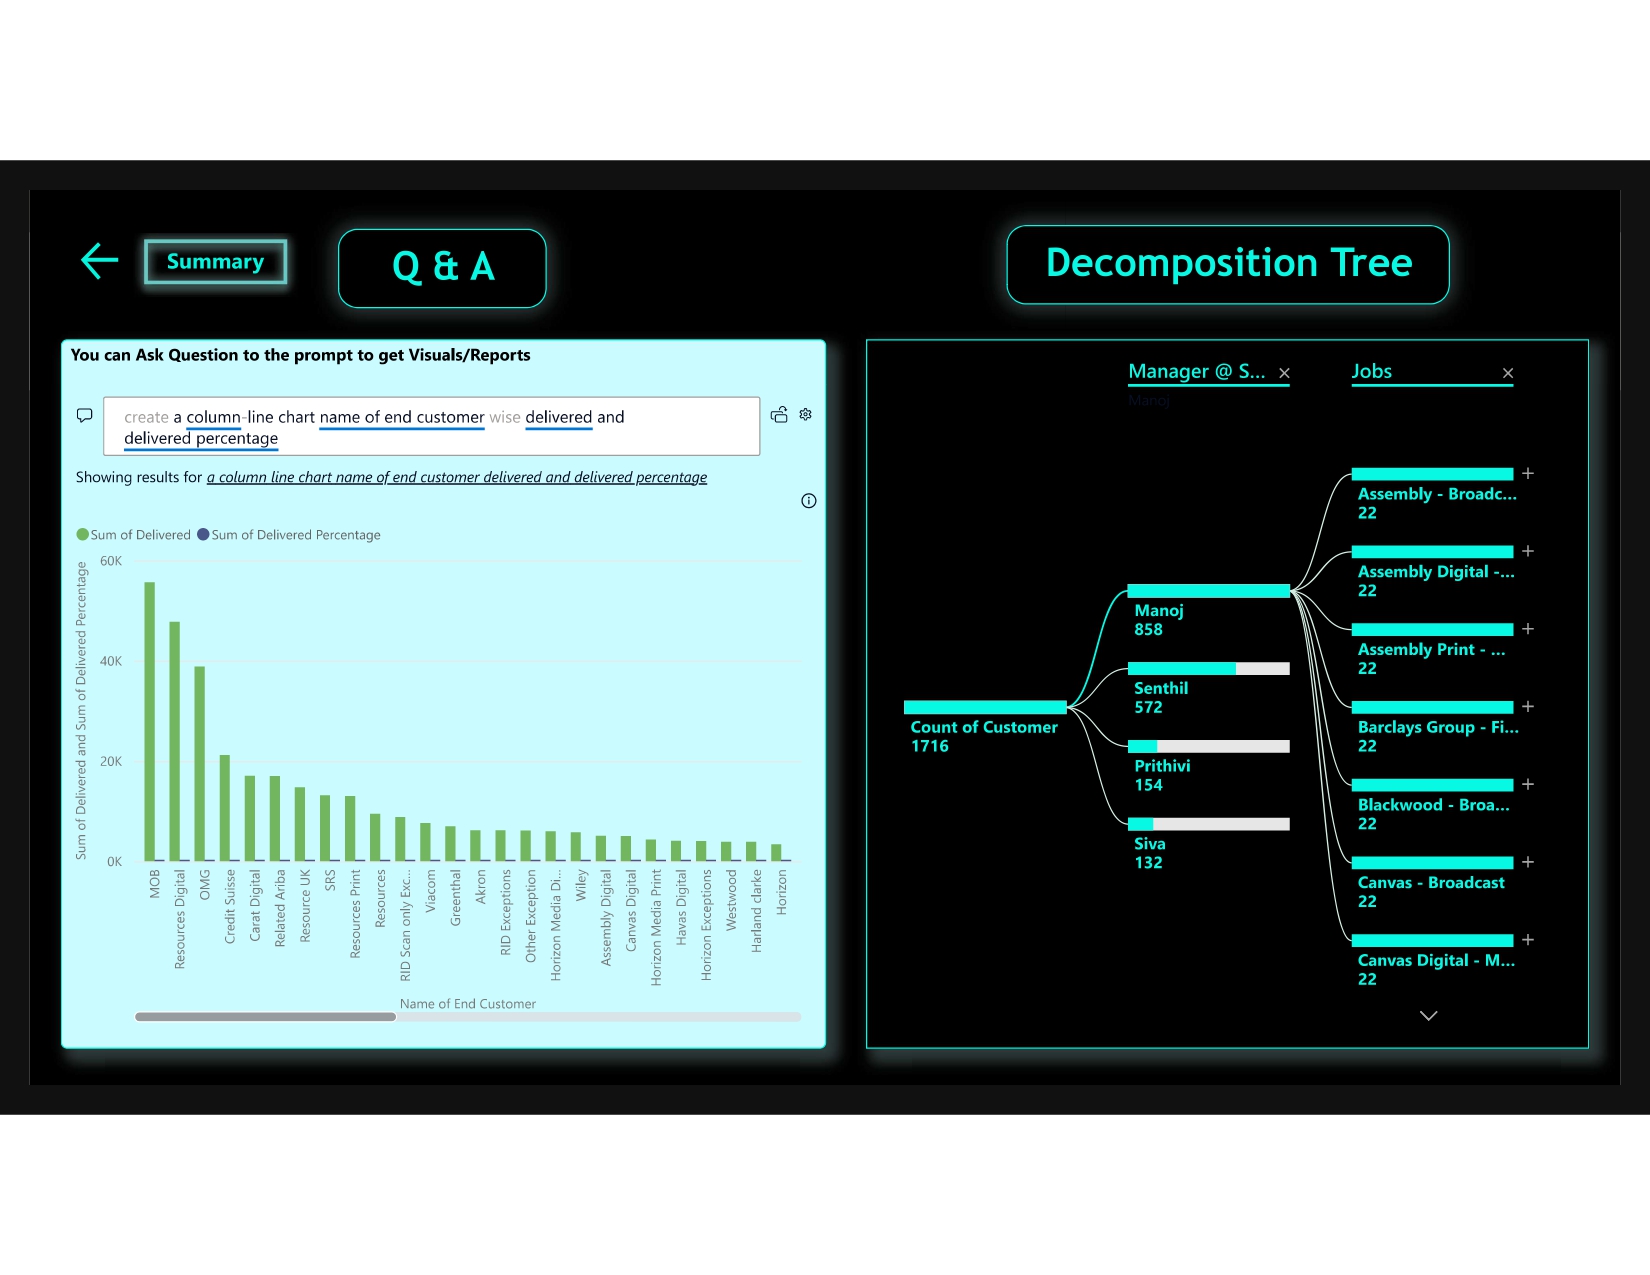 Summary
Q & A
Decomposition Tree
You can Ask Question to the prompt to get Visuals/Reports
create a column-line chart name of end customer wise delivered and
delivered percentage
Showing results for a column line chart name of end customer delivered and delivered percentage
Sum of Delivered
Sum of Delivered Percentage
Sum of Delivered and Sum of Delivered Percentage
60K
40K
20K
0K
MOB
Resources Digital
OMG
Credit Suisse
Carat Digital
Related Ariba
Resource UK
SRS
Resources Print
Resources
RID Scan only Exc...
Viacom
Greenthal
Akron
RID Exceptions
Other Exception
Horizon Media Di...
Wiley
Assembly Digital
Canvas Digital
Horizon Media Print
Havas Digital
Horizon Exceptions
Westwood
Harland clarke
Horizon
Name of End Customer
Manager @ S...
Manoj
Jobs
Count of Customer
1716
Manoj
858
Senthil
572
Prithivi
154
Siva
132
Assembly - Broadc...
22
Assembly Digital -...
22
Assembly Print - ...
22
Barclays Group - Fi...
22
Blackwood - Broa...
22
Canvas - Broadcast
22
Canvas Digital - M...
22